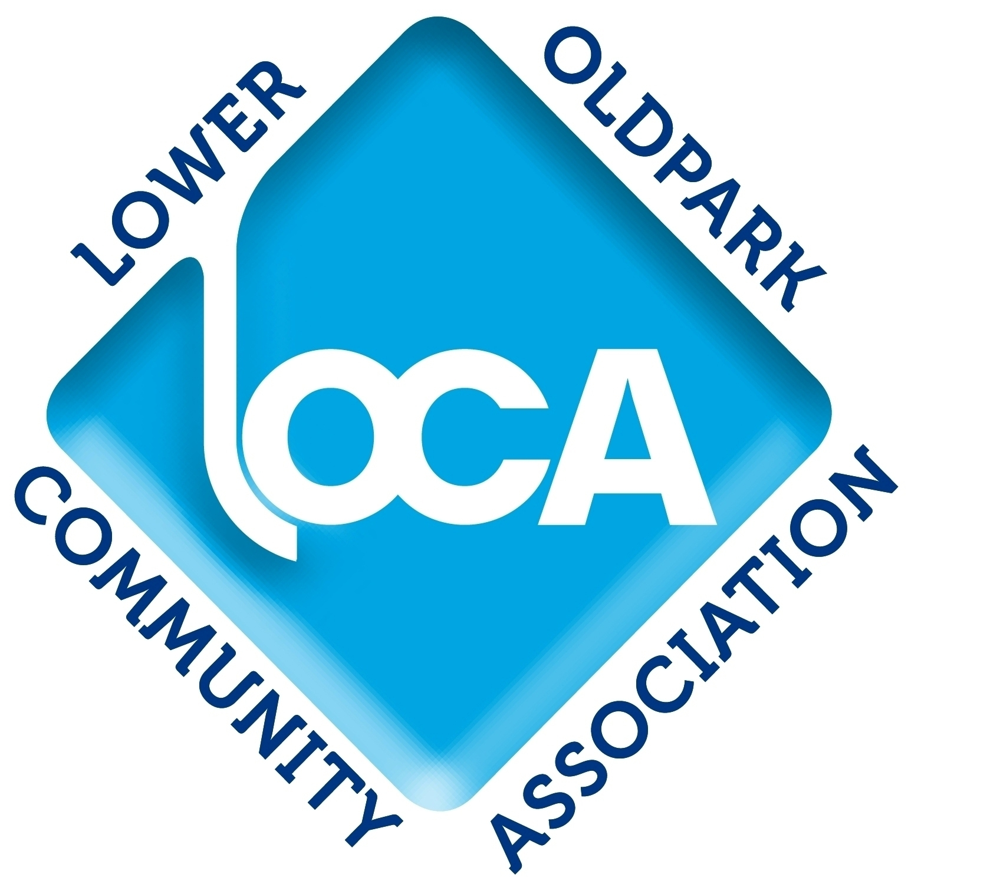 LOWER
OLDPARK
lOCA
COMMUNITY
ASSOCIATION